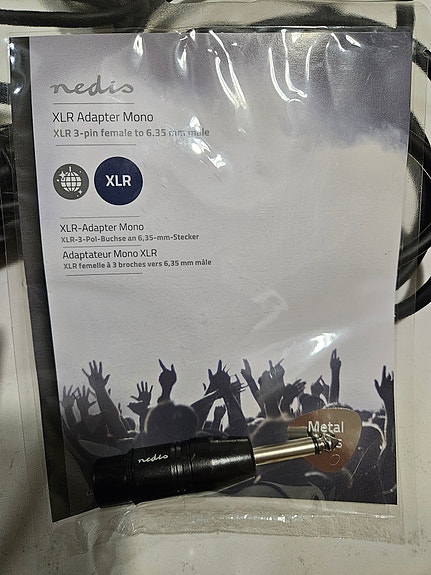 nedis
XLR Adapter Mono
XLR 3-pin female to 6.35 mm male
XLR
XLR-Adapter Mono
XLR-3-Pol-Buchse an 6,35-mm-Stecker
Adaptateur Mono XLR
XLR femelle à 3 broches vers 6,35 mm mâle
Metal
nedis